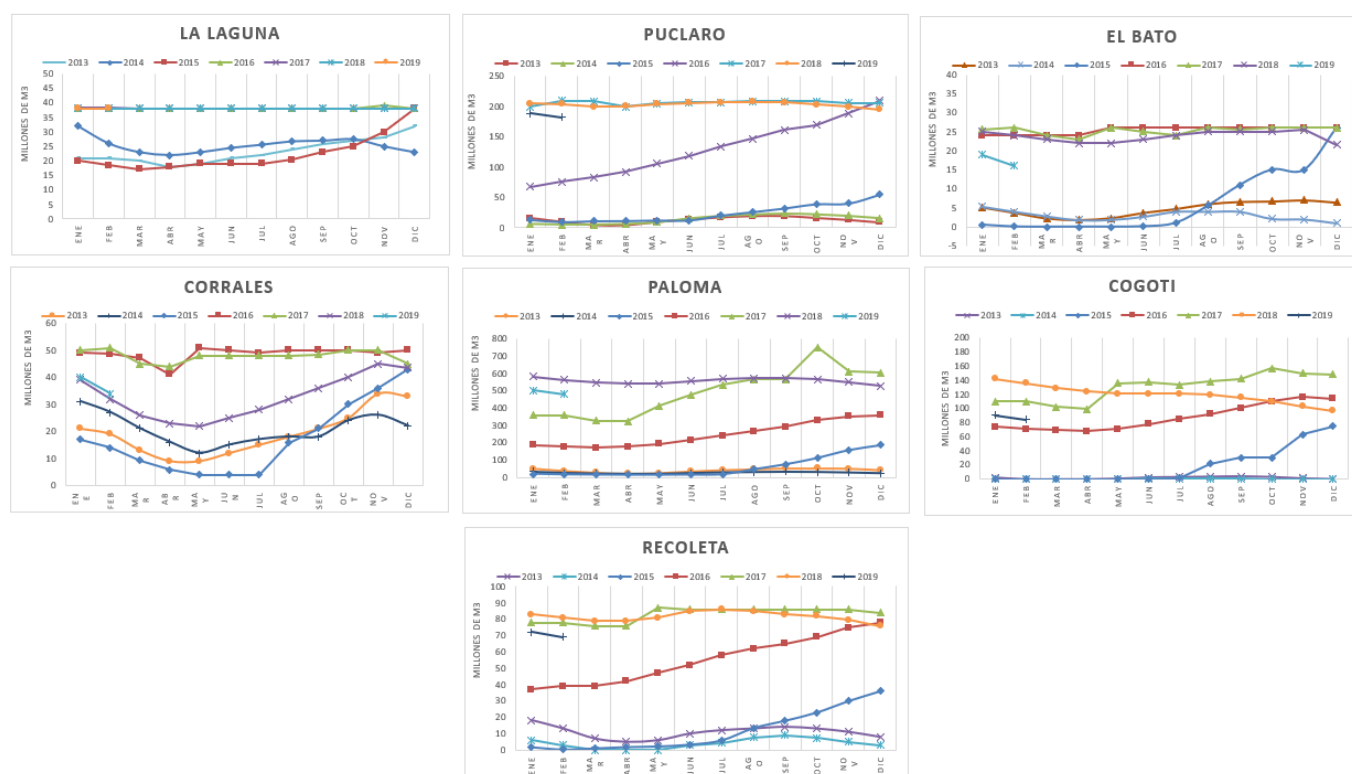 LA LAGUNA
2013 2014 2015 2016 2017 2018 2019
MILLONES DE M3
50
45
40
35
30
25
20
15
10
5
0
ENE FEB MAR ABR MAY JUN JUL AGO SEP OCT NOV DIC
PUCLARO
2013 2014 2015 2016 2017 2018 2019
MILLONES DE M3
250
200
150
100
50
0
ENE FEB MAR ABR MAY JUN JUL AGO SEP OCT NOV DIC
EL BATO
2013 2014 2015 2016 2017 2018 2019
MILLONES DE M3
40
35
30
25
20
15
10
5
0
-5
ENE FEB MAR ABR MAY JUN JUL AGO SEP OCT NOV DIC
CORRALES
2013 2014 2015 2016 2017 2018 2019
MILLONES DE M3
60
50
40
30
20
10
0
ENE FEB MAR ABR MAY JUN JUL AGO SEP OCT NOV DIC
PALOMA
2013 2014 2015 2016 2017 2018 2019
MILLONES DE M3
800
700
600
500
400
300
200
100
0
ENE FEB MAR ABR MAY JUN JUL AGO SEP OCT NOV DIC
COGOTI
2013 2014 2015 2016 2017 2018 2019
MILLONES DE M3
200
180
160
140
120
100
80
60
40
20
0
ENE FEB MAR ABR MAY JUN JUL AGO SEP OCT NOV DIC
RECOLETA
2013 2014 2015 2016 2017 2018 2019
MILLONES DE M3
100
90
80
70
60
50
40
30
20
10
0
ENE FEB MAR ABR MAY JUN JUL AGO SEP OCT NOV DIC